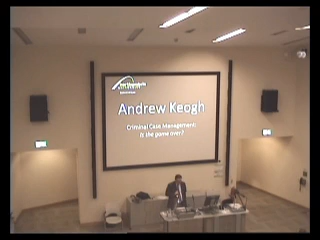 Andrew Keogh
Criminal Case Management:
Is the game over?